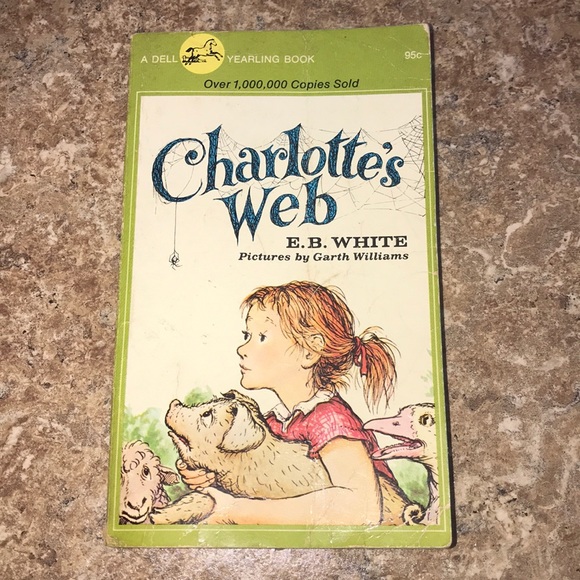 A DELL YEARLING BOOK 95c
Over 1,000,000 Copies Sold
Charlotte's
Web
E.B. WHITE
Pictures by Garth Williams